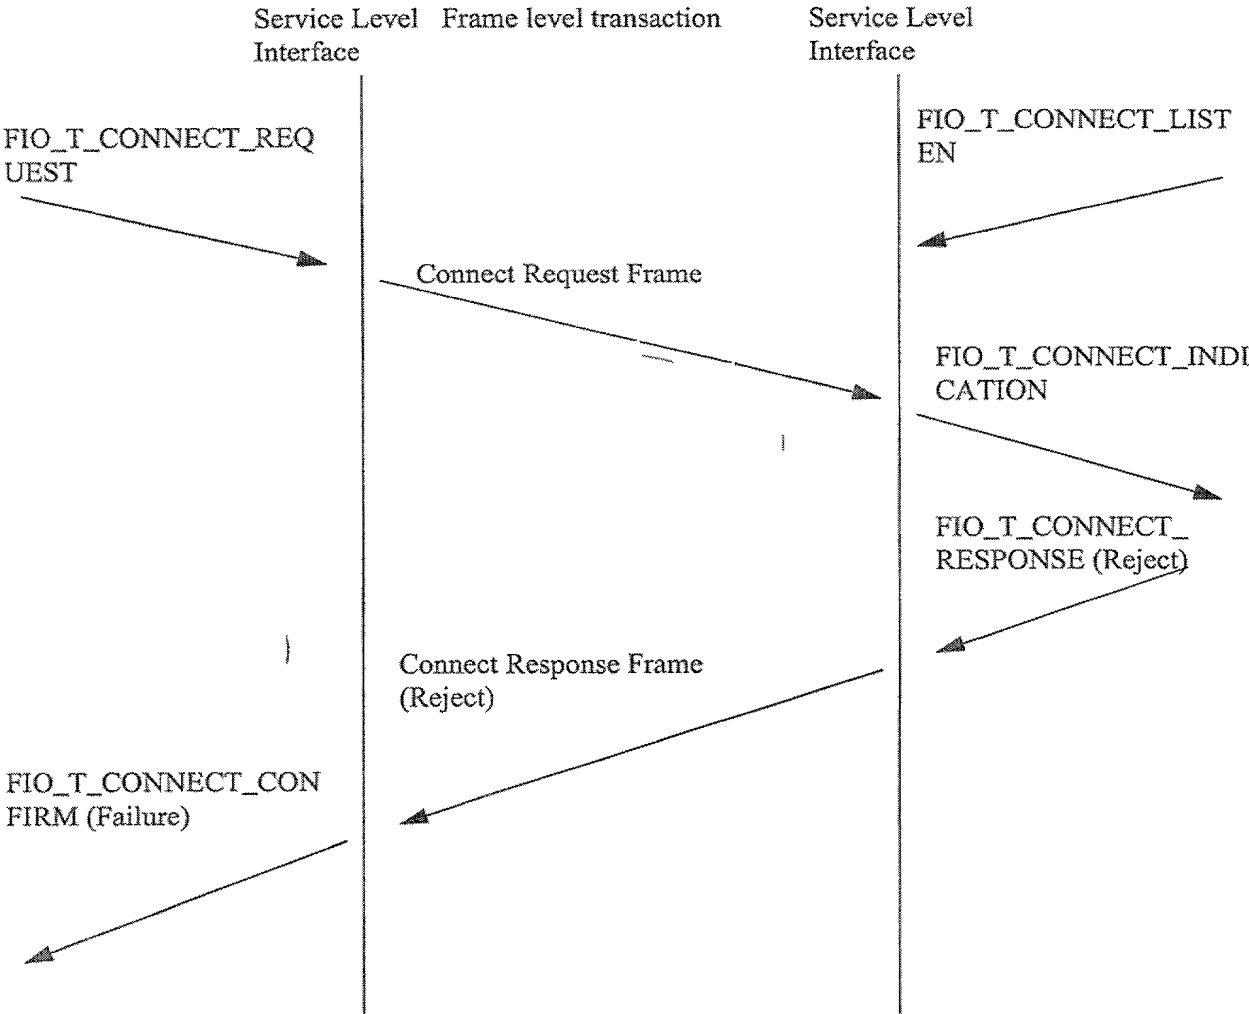 Service Level
Interface
Frame level transaction
Service Level
Interface
FIO_T_CONNECT_REQ
UEST
FIO_T_CONNECT_LIST
EN
Connect Request Frame
FIO_T_CONNECT_INDI
CATION
FIO_T_CONNECT_
RESPONSE (Reject)
Connect Response Frame
(Reject)
FIO_T_CONNECT_CON
FIRM (Failure)